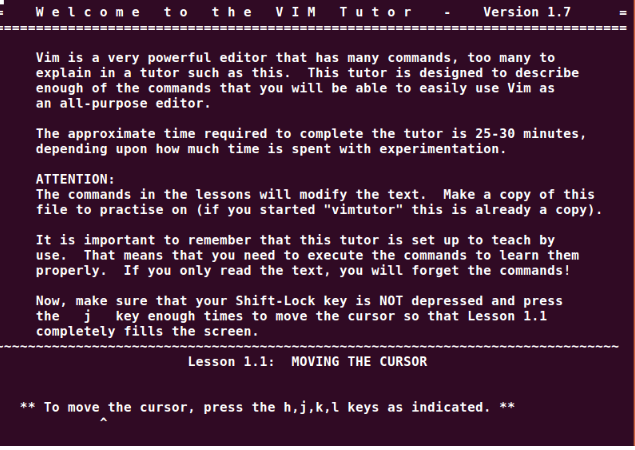 =    W e l c o m e   t o   t h e   V I M   T u t o r    -    Version 1.7      =
==============================================================================
Vim is a very powerful editor that has many commands, too many to
explain in a tutor such as this.  This tutor is designed to describe
enough of the commands that you will be able to easily use Vim as
an all-purpose editor.
The approximate time required to complete the tutor is 25-30 minutes,
depending upon how much time is spent with experimentation.
ATTENTION:
The commands in the lessons will modify the text.  Make a copy of this
file to practise on (if you started "vimtutor" this is already a copy).
It is important to remember that this tutor is set up to teach by
use.  That means that you need to execute the commands to learn them
properly.  If you only read the text, you will forget the commands!
Now, make sure that your Shift-Lock key is NOT depressed and press
the   j   key enough times to move the cursor so that Lesson 1.1
completely fills the screen.
~~~~~~~~~~~~~~~~~~~~~~~~~~~~~~~~~~~~~~~~~~~~~~~~~~~~~~~~~~~~~~~~~~~~~~~~~~~~~~
Lesson 1.1:  MOVING THE CURSOR
** To move the cursor, press the h,j,k,l keys as indicated. **
^